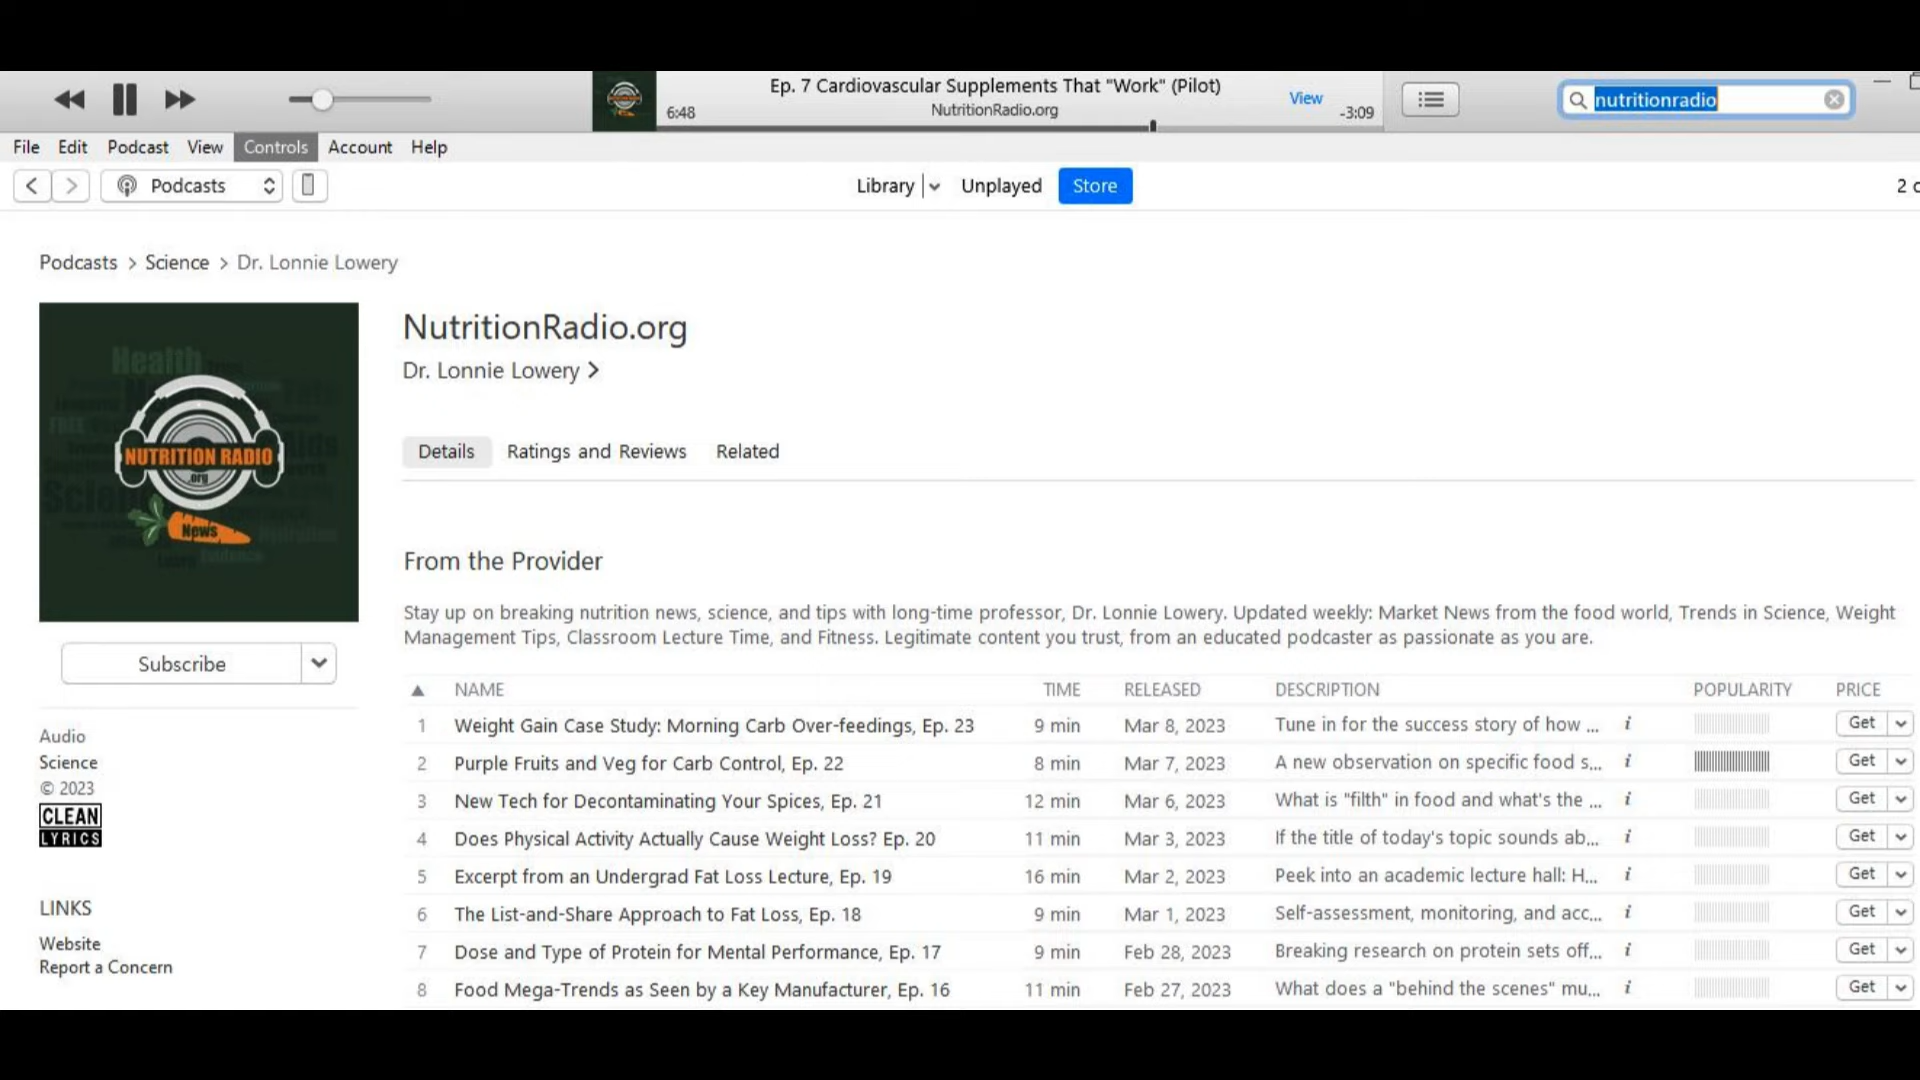 Ep. 7 Cardiovascular Supplements That "Work" (Pilot)
NutritionRadio.org
6:48
View
-3:09
nutritionradio
File Edit Podcast View Controls Account Help
Podcasts
Library Unplayed Store
2 o
Podcasts > Science > Dr. Lonnie Lowery
Health
NUTRITION RADIO
.org
News
NutritionRadio.org
Dr. Lonnie Lowery >
Details Ratings and Reviews Related
From the Provider
Stay up on breaking nutrition news, science, and tips with long-time professor, Dr. Lonnie Lowery. Updated weekly: Market News from the food world, Trends in Science, Weight
Management Tips, Classroom Lecture Time, and Fitness. Legitimate content you trust, from an educated podcaster as passionate as you are.
Subscribe
Audio
Science
© 2023
CLEAN
LYRICS
LINKS
Website
Report a Concern
▲ NAME TIME RELEASED DESCRIPTION POPULARITY PRICE
1 Weight Gain Case Study: Morning Carb Over-feedings, Ep. 23 9 min Mar 8, 2023 Tune in for the success story of how ... i Get
2 Purple Fruits and Veg for Carb Control, Ep. 22 8 min Mar 7, 2023 A new observation on specific food s... i Get
3 New Tech for Decontaminating Your Spices, Ep. 21 12 min Mar 6, 2023 What is "filth" in food and what's the ... i Get
4 Does Physical Activity Actually Cause Weight Loss? Ep. 20 11 min Mar 3, 2023 If the title of today's topic sounds ab... i Get
5 Excerpt from an Undergrad Fat Loss Lecture, Ep. 19 16 min Mar 2, 2023 Peek into an academic lecture hall: H... i Get
6 The List-and-Share Approach to Fat Loss, Ep. 18 9 min Mar 1, 2023 Self-assessment, monitoring, and acc... i Get
7 Dose and Type of Protein for Mental Performance, Ep. 17 9 min Feb 28, 2023 Breaking research on protein sets off... i Get
8 Food Mega-Trends as Seen by a Key Manufacturer, Ep. 16 11 min Feb 27, 2023 What does a "behind the scenes" mu... i Get